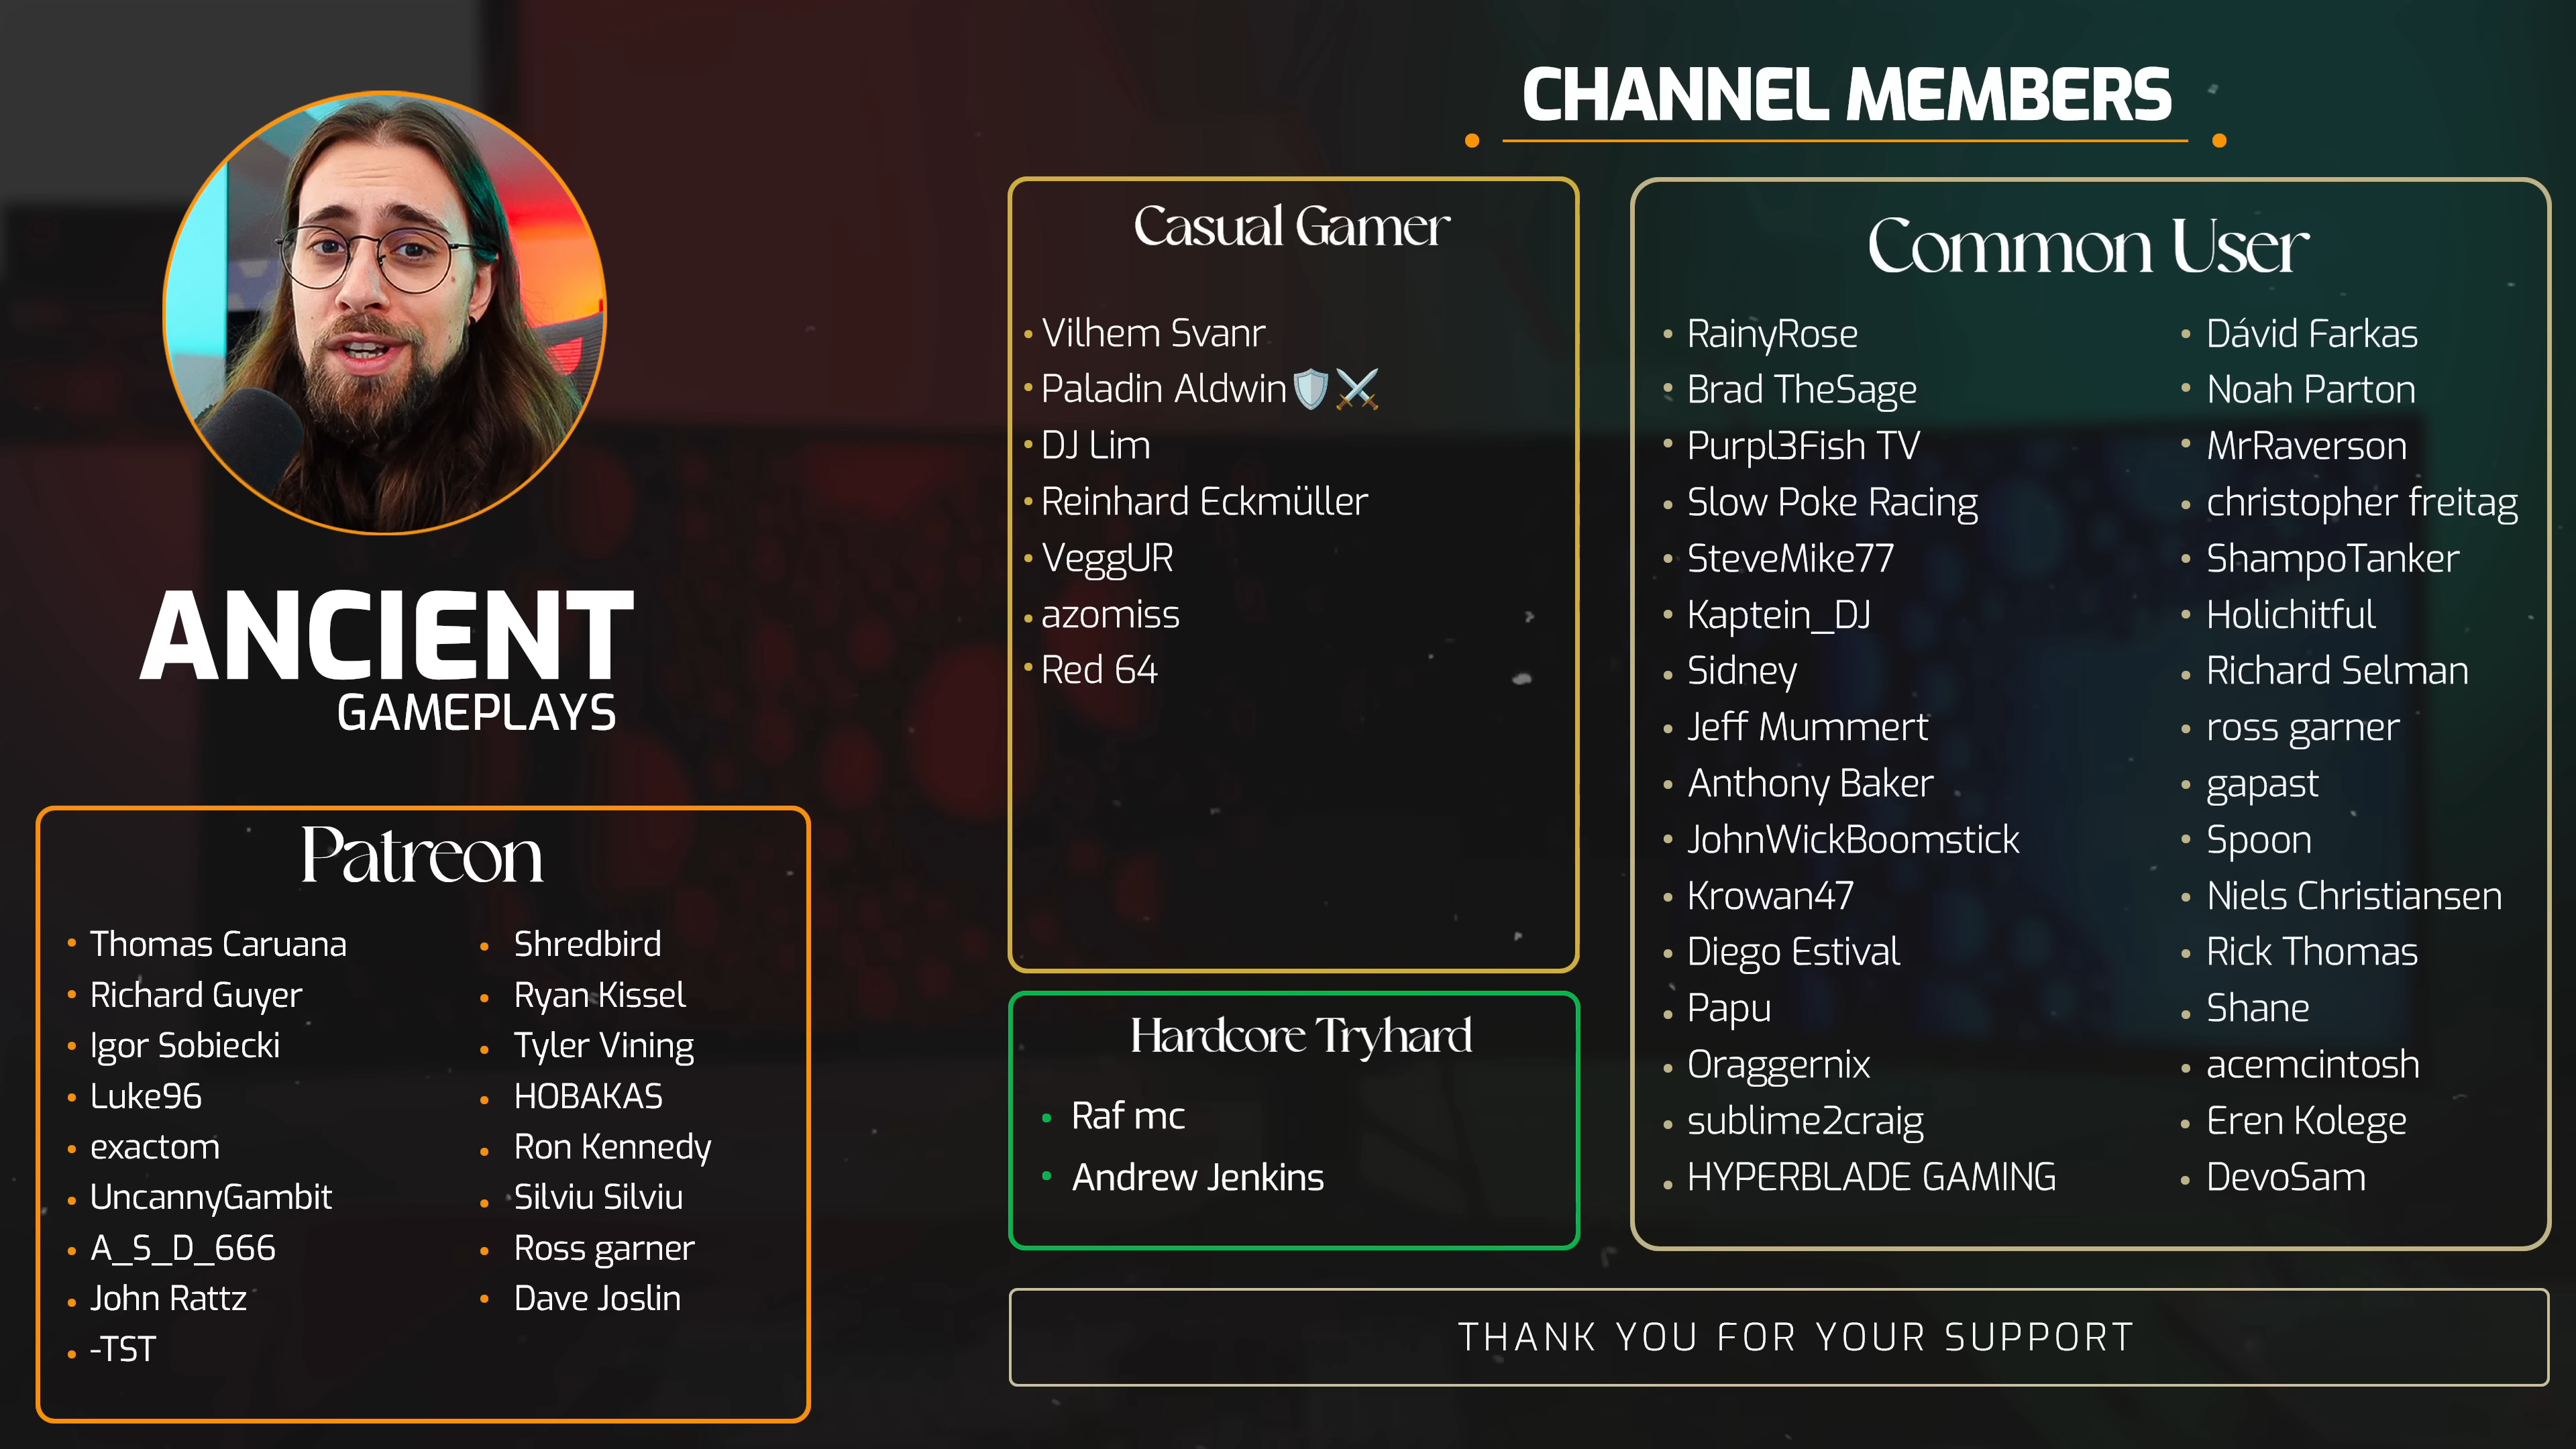 ANCIENT
GAMEPLAYS
Patreon
Thomas Caruana
Richard Guyer
Igor Sobiecki
Luke96
exactom
UncannyGambit
A_S_D_666
John Rattz
-TST
Shredbird
Ryan Kissel
Tyler Vining
HOBAKAS
Ron Kennedy
Silviu Silviu
Ross garner
Dave Joslin
CHANNEL MEMBERS
Casual Gamer
Vilhem Svanr
Paladin Aldwin🛡️⚔️
DJ Lim
Reinhard Eckmüller
VeggUR
azomiss
Red 64
Hardcore Tryhard
Raf mc
Andrew Jenkins
Common User
RainyRose
Brad TheSage
Purpl3Fish TV
Slow Poke Racing
SteveMike77
Kaptein_DJ
Sidney
Jeff Mummert
Anthony Baker
JohnWickBoomstick
Krowan47
Diego Estival
Papu
Oraggernix
sublime2craig
HYPERBLADE GAMING
Dávid Farkas
Noah Parton
MrRaverson
christopher freitag
ShampoTanker
Holichitful
Richard Selman
ross garner
gapast
Spoon
Niels Christiansen
Rick Thomas
Shane
acemcintosh
Eren Kolege
DevoSam
THANK YOU FOR YOUR SUPPORT